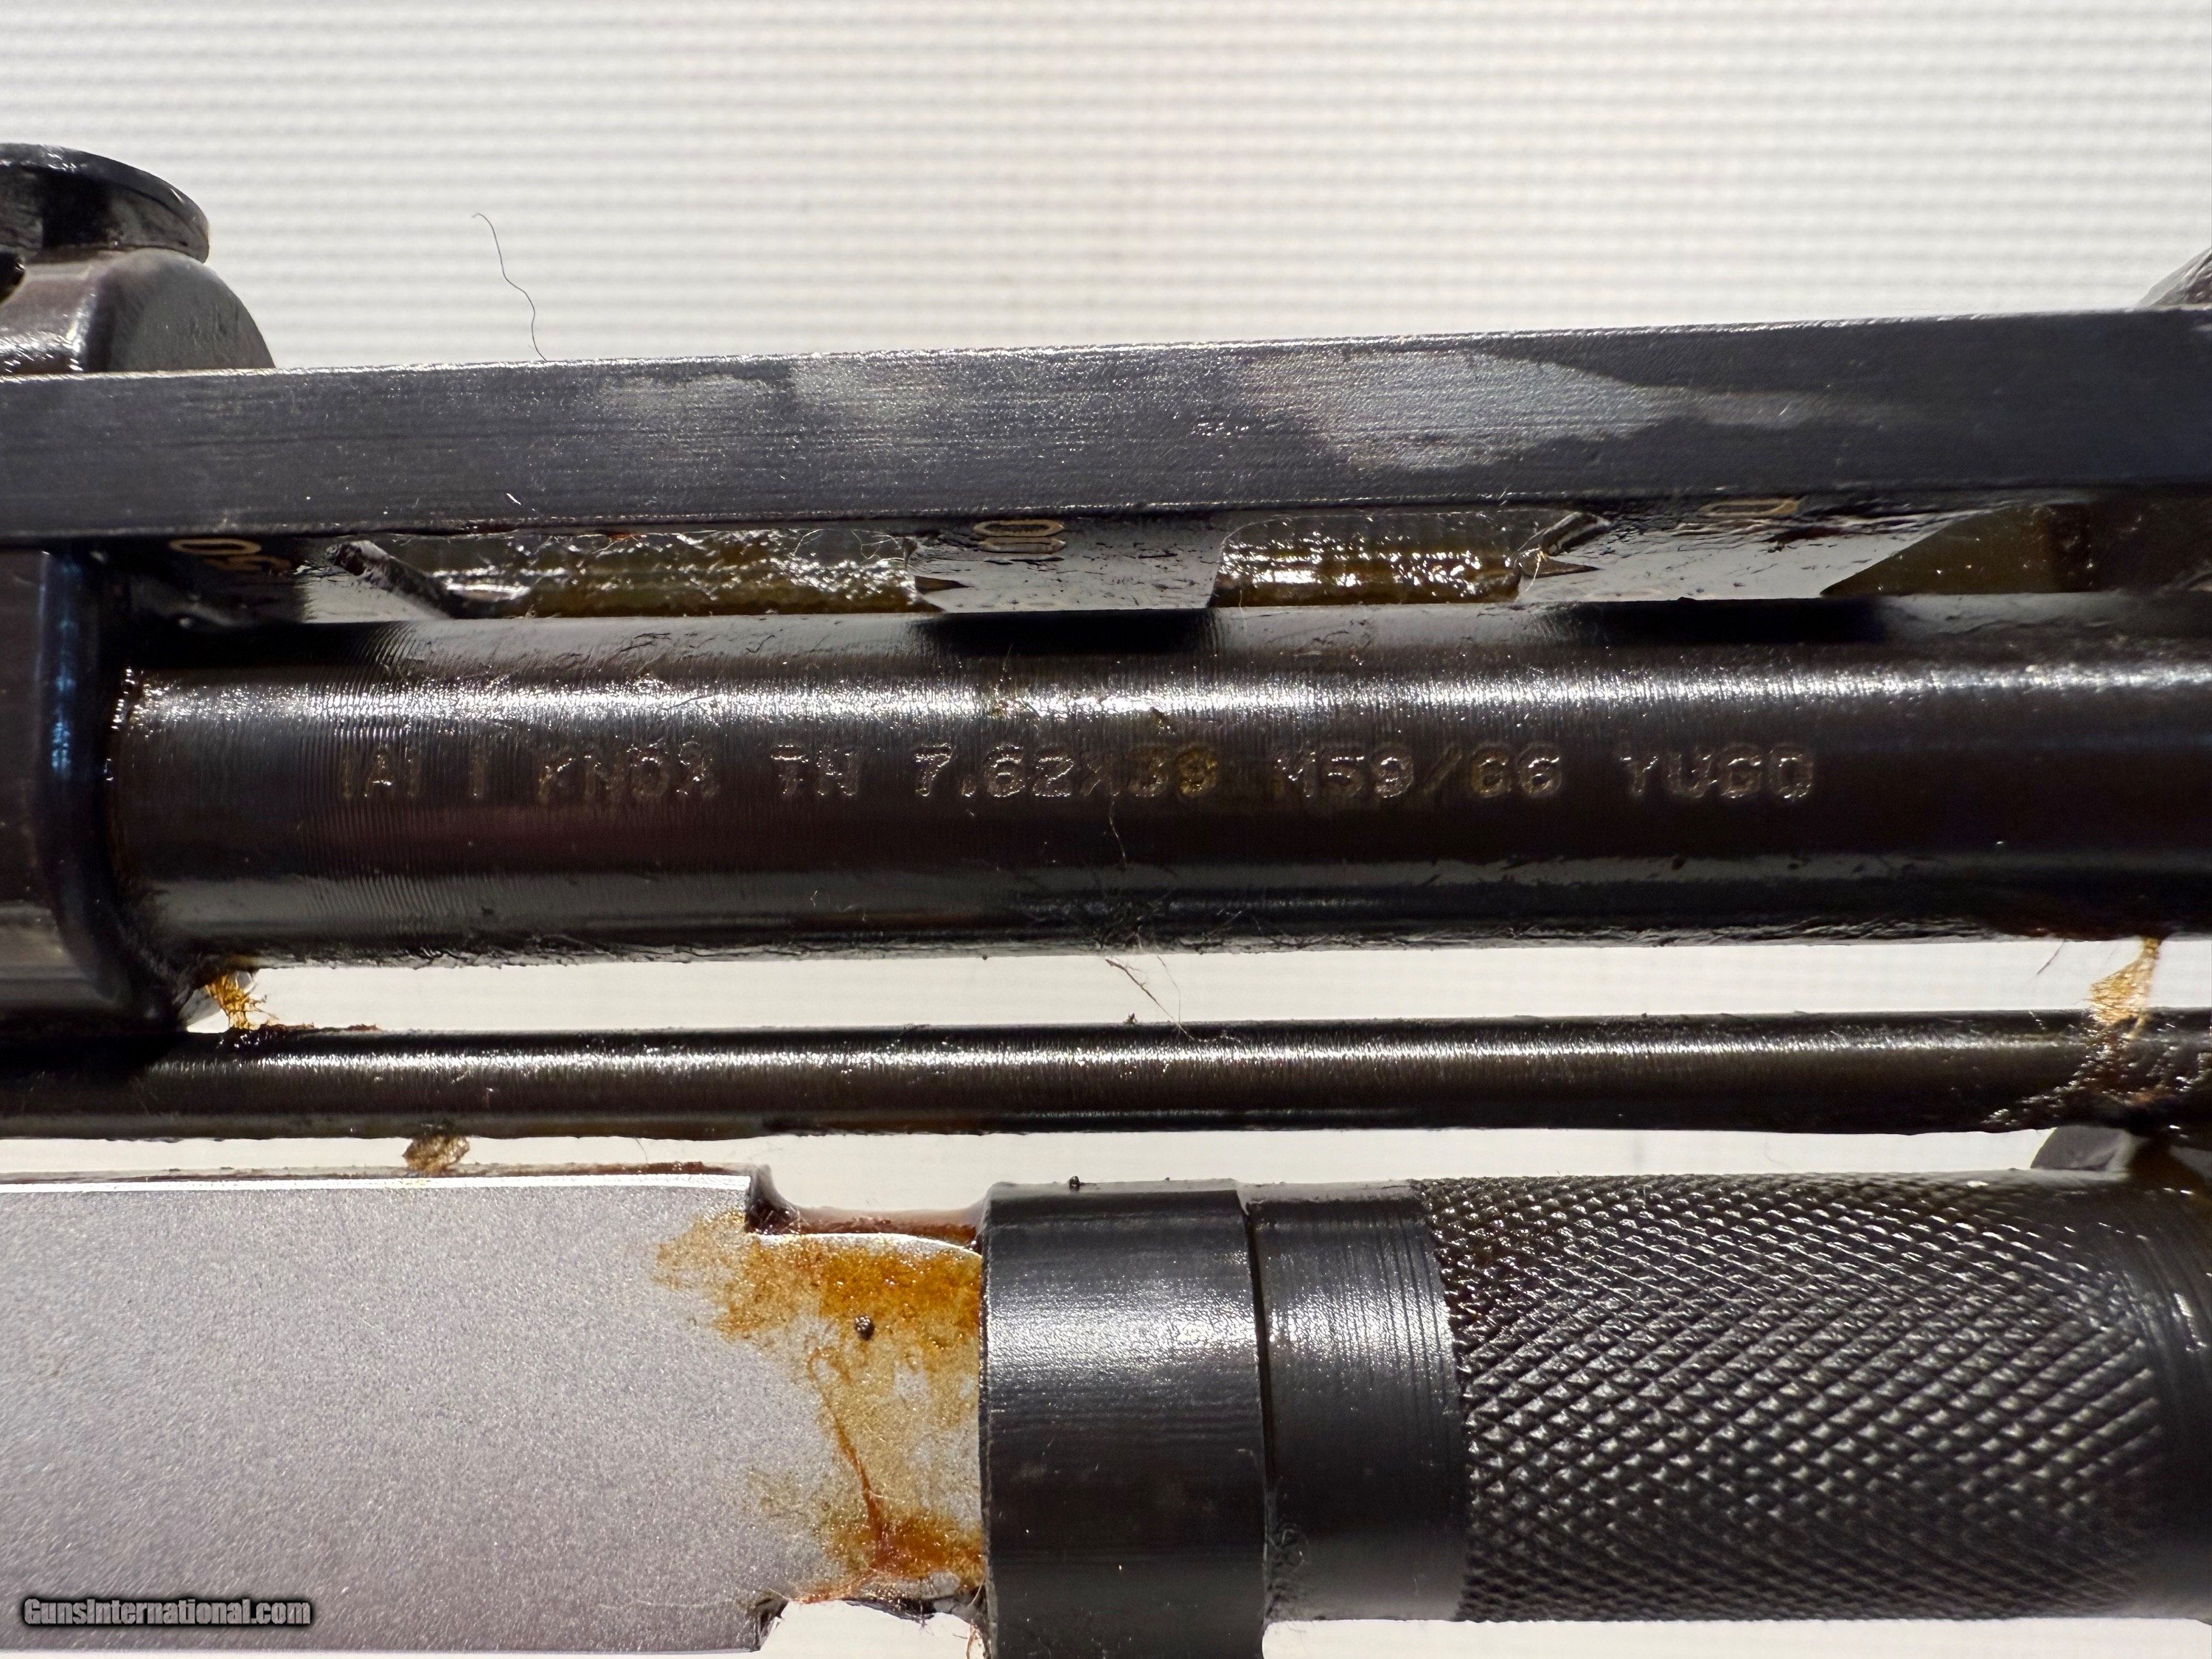 IAI I KNOX TN 7.62X39 M59/66 YUGO
GunsInternational.com